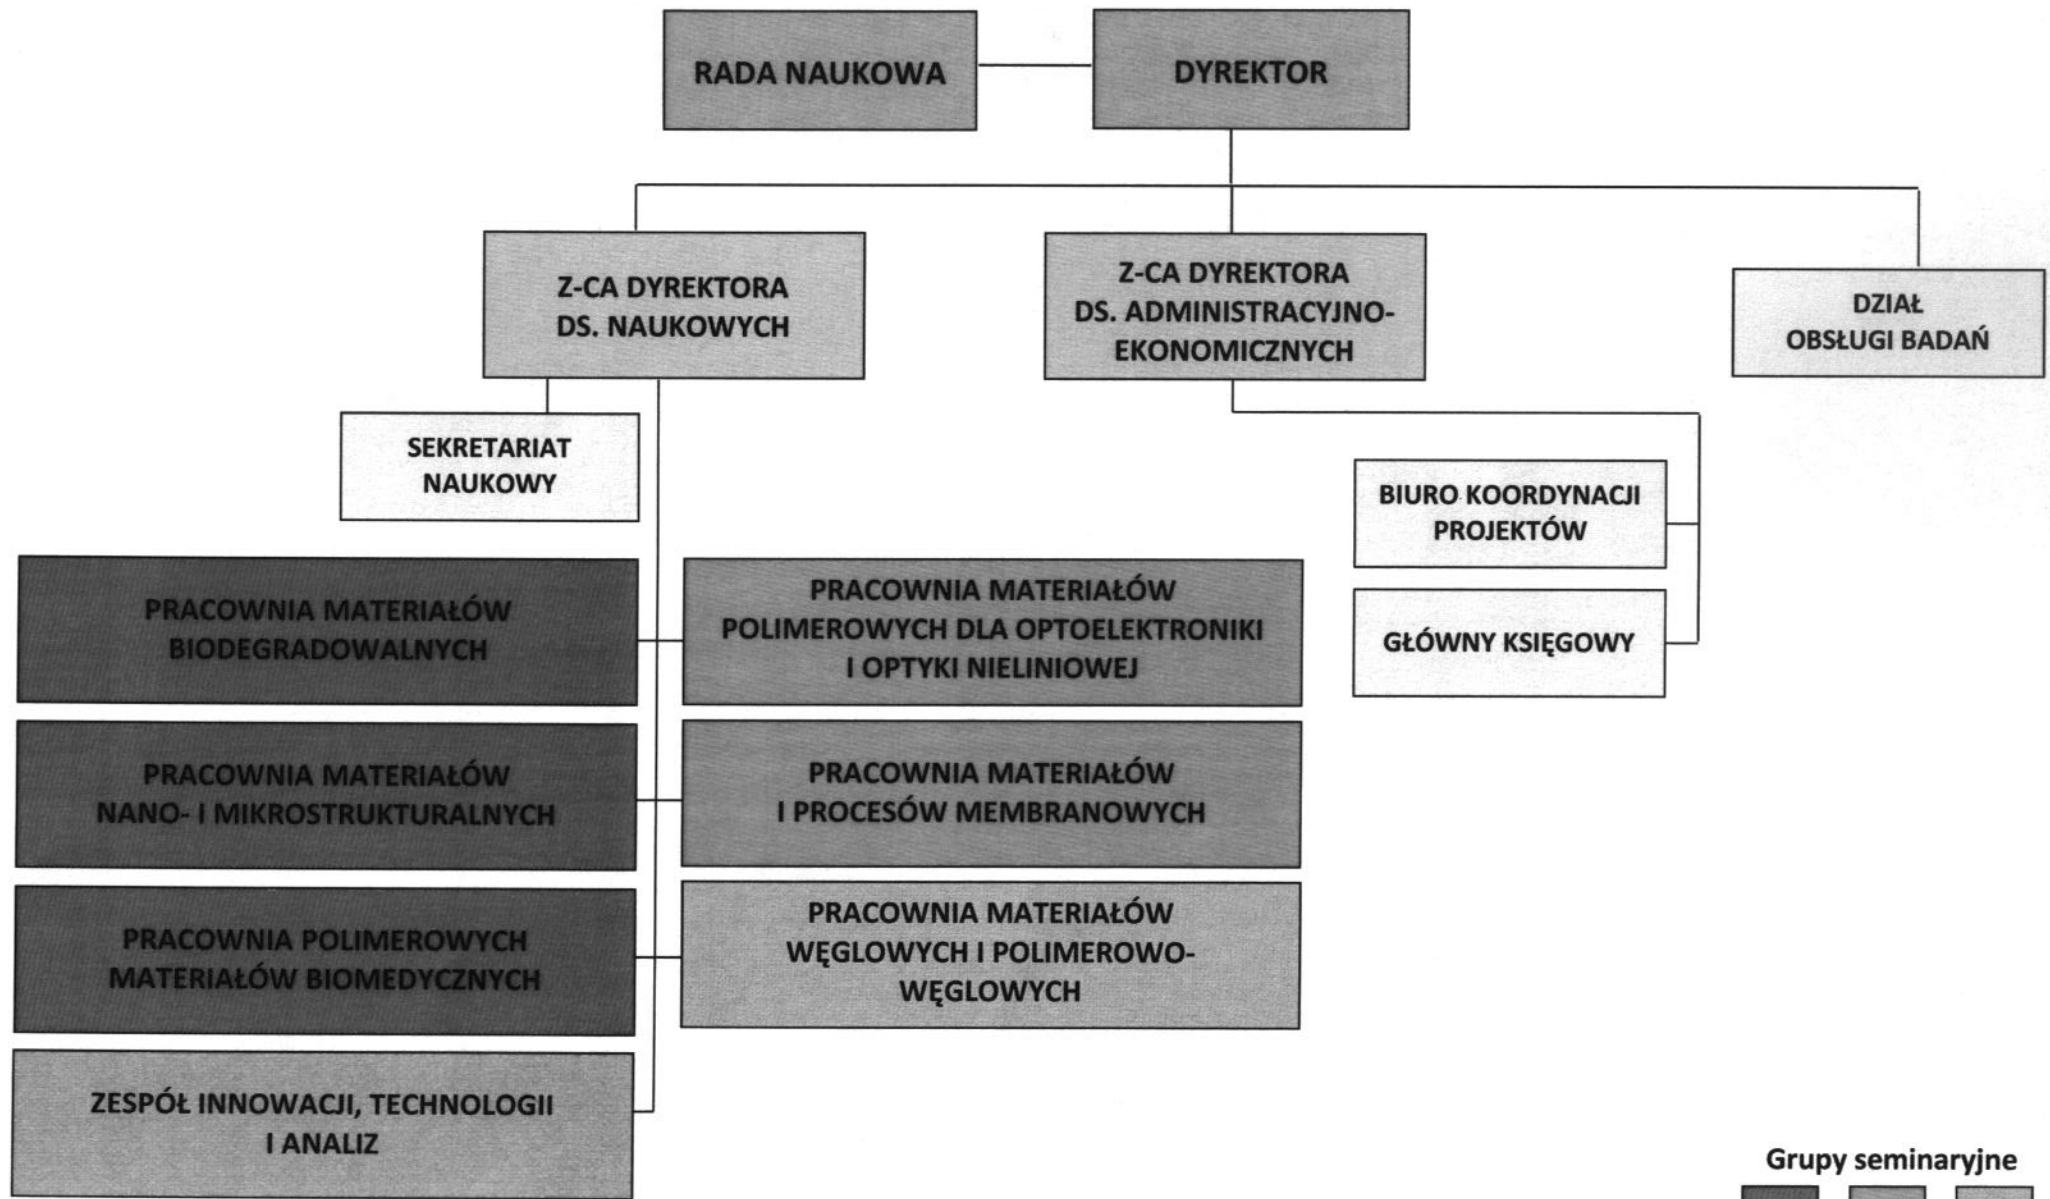 RADA NAUKOWA
DYREKTOR
Z-CA DYREKTORA
DS. NAUKOWYCH
Z-CA DYREKTORA
DS. ADMINISTRACYJNO-
EKONOMICZNYCH
DZIAŁ
OBSŁUGI BADAŃ
SEKRETARIAT
NAUKOWY
BIURO KOORDYNACJI
PROJEKTÓW
GŁÓWNY KSIĘGOWY
PRACOWNIA MATERIAŁÓW
BIODEGRADOWALNYCH
PRACOWNIA MATERIAŁÓW
POLIMEROWYCH DLA OPTOELEKTRONIKI
I OPTYKI NIELINIOWEJ
PRACOWNIA MATERIAŁÓW
NANO- I MIKROSTRUKTURALNYCH
PRACOWNIA MATERIAŁÓW
I PROCESÓW MEMBRANOWYCH
PRACOWNIA POLIMEROWYCH
MATERIAŁÓW BIOMEDYCZNYCH
PRACOWNIA MATERIAŁÓW
WĘGLOWYCH I POLIMEROWO-
WĘGLOWYCH
ZESPÓŁ INNOWACJI, TECHNOLOGII
I ANALIZ
Grupy seminaryjne